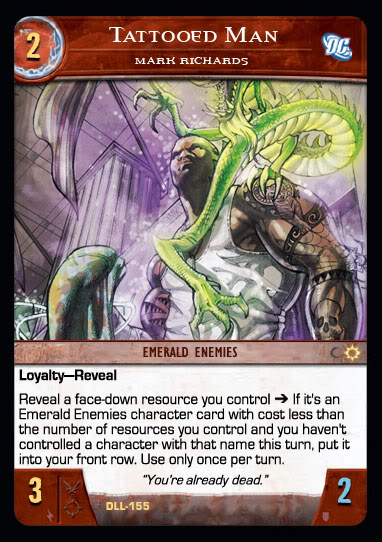 2
TATTOOED MAN
MARK RICHARDS
DC
EMERALD ENEMIES
C
Loyalty—Reveal
Reveal a face-down resource you control ➔ If it's an
Emerald Enemies character card with cost less than
the number of resources you control and you haven't
controlled a character with that name this turn, put it
into your front row. Use only once per turn.
"You're already dead."
3
DLL-155
2